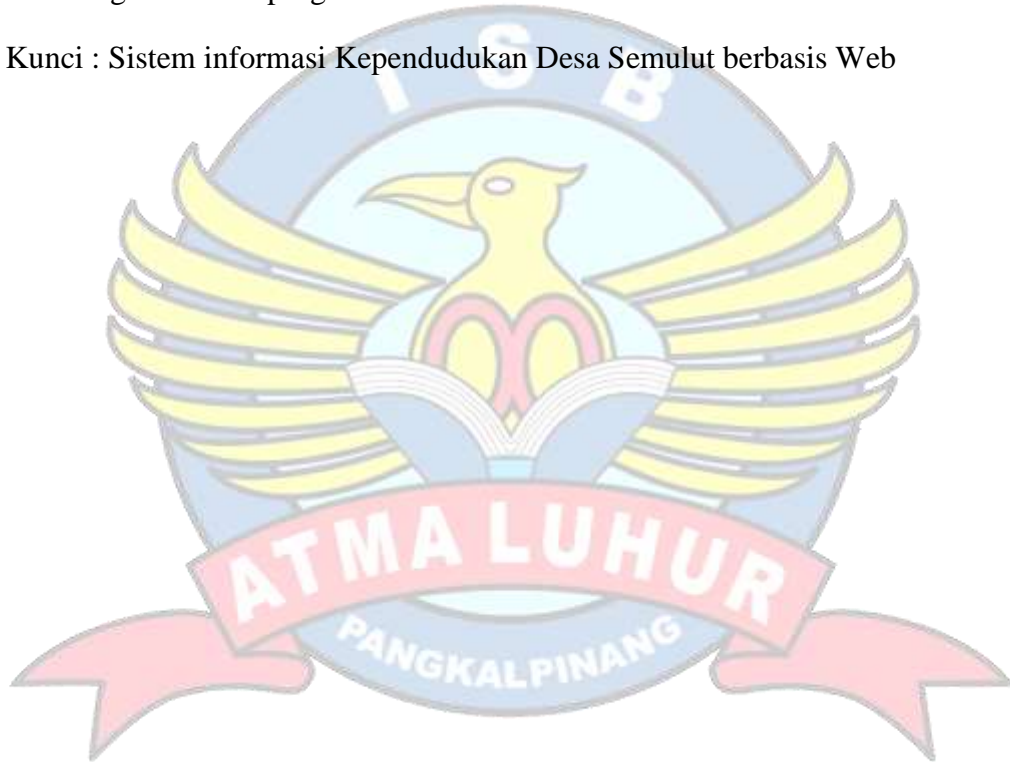 Kunci : Sistem informasi Kependudukan Desa Semulut berbasis Web
I S B
ATMA LUHUR
PANGKALPINANG